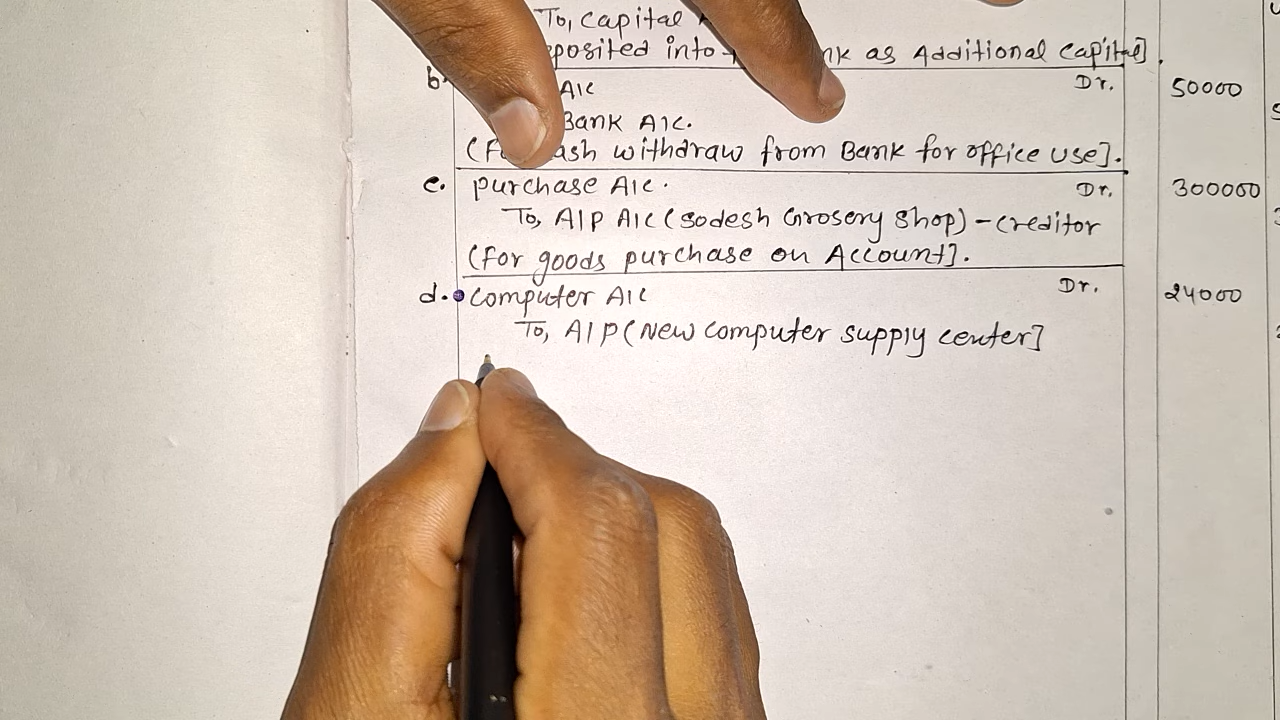 To, Capital
posited into nk as Additional Capital].
b. A/c Dr. 50000
Bank A/c.
(F ash withdraw from Bank for office use].
c. purchase A/c. Dr. 300000
To, A/P A/c (Sodesh Grosery Shop) - creditor
(For goods purchase on Account].
d. Computer A/c Dr. 24000
To, A/P (New Computer supply center]